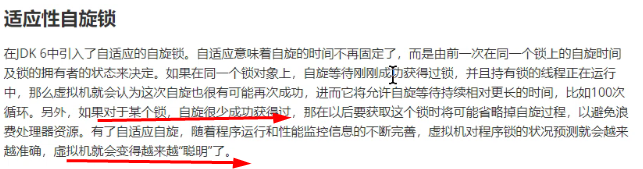 适应性自旋锁
在JDK 6中引入了自适应的自旋锁。自适应意味着自旋的时间不再固定了，而是由前一次在同一个锁上的自旋时间
及锁的拥有者的状态来决定。如果在同一个锁对象上，自旋等待刚刚成功获得过锁，并且持有锁的线程正在运行
中，那么虚拟机就会认为这次自旋也很有可能再次成功，进而它将允许自旋等待持续相对更长的时间，比如100次
循环。另外，如果对于某个锁，自旋很少成功获得过，那在以后要获取这个锁时将可能省略掉自旋过程，以避免浪
费处理器资源。有了自适应自旋，随着程序运行和性能监控信息的不断完善，虚拟机对程序锁的状况预测就会越来
越准确，虚拟机就会变得越来越“聪明”了。